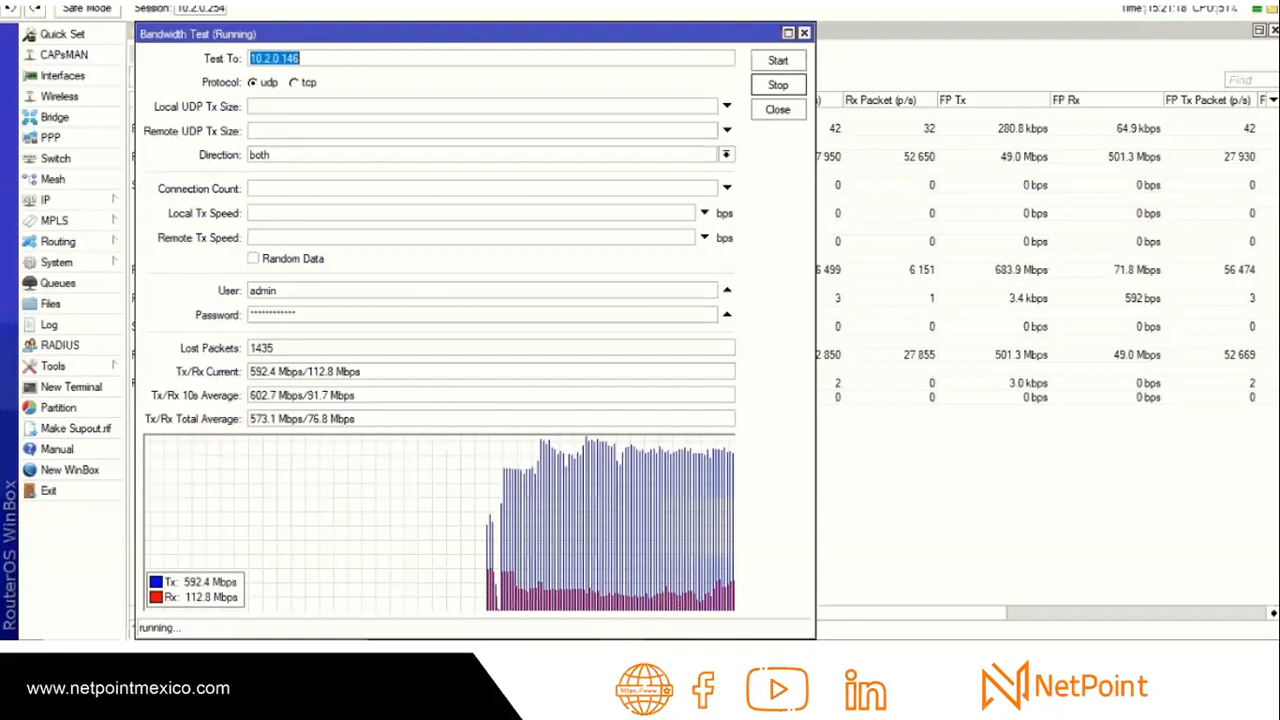 Safe Mode Session: 10.2.0.254 Time: 15:21:18 CPU: 51%
Bandwidth Test (Running)
Quick Set
CAPsMAN
Interfaces
Wireless
Bridge
PPP
Switch
Mesh
IP
MPLS
Routing
System
Queues
Files
Log
RADIUS
Tools
New Terminal
Partition
Make Supout.rif
Manual
New WinBox
Exit
RouterOS WinBox
Test To: 10.2.0.146
Protocol: udp tcp
Local UDP Tx Size:
Remote UDP Tx Size:
Direction: both
Connection Count:
Local Tx Speed: bps
Remote Tx Speed: bps
Random Data
User: admin
Password: ************
Lost Packets: 1435
Tx/Rx Current: 592.4 Mbps/112.8 Mbps
Tx/Rx 10s Average: 602.7 Mbps/91.7 Mbps
Tx/Rx Total Average: 573.1 Mbps/76.8 Mbps
Tx: 592.4 Mbps
Rx: 112.8 Mbps
running...
Start
Stop
Close
Find
Rx Packet (p/s) FP Tx FP Rx FP Tx Packet (p/s) F
42 32 280.8 kbps 64.9 kbps 42
7 950 52 650 49.0 Mbps 501.3 Mbps 27 930
0 0 0 bps 0 bps 0
0 0 0 bps 0 bps 0
0 0 0 bps 0 bps 0
6 499 6 151 683.9 Mbps 71.8 Mbps 56 474
3 1 3.4 kbps 592 bps 3
0 0 0 bps 0 bps 0
2 850 27 855 501.3 Mbps 49.0 Mbps 52 669
2 0 3.0 kbps 0 bps 2
0 0 0 bps 0 bps 0
www.netpointmexico.com
https://www
in
NetPoint